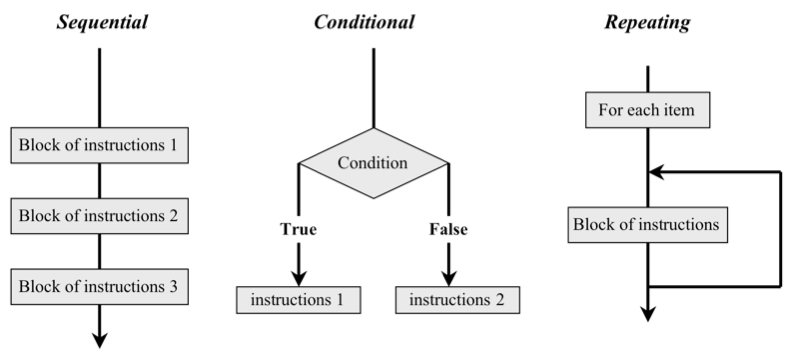 Sequential
Block of instructions 1
Block of instructions 2
Block of instructions 3
Conditional
Condition
True
False
instructions 1
instructions 2
Repeating
For each item
Block of instructions